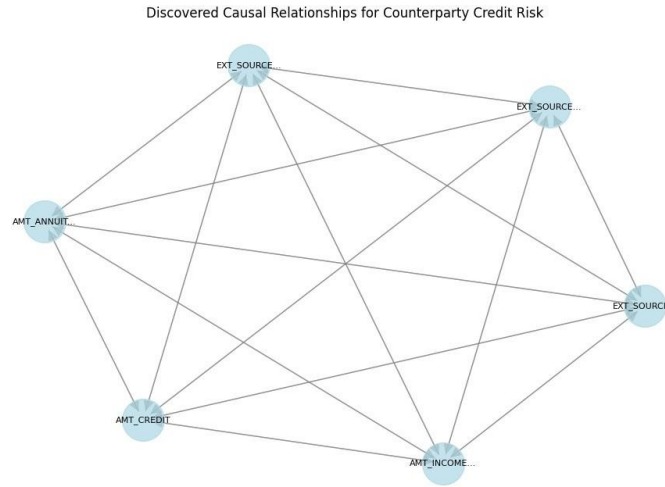 Discovered Causal Relationships for Counterparty Credit Risk
EXT_SOURCE...
EXT_SOURCE...
AMT_ANNUIT...
EXT_SOURCE
AMT_CREDIT
AMT_INCOME...